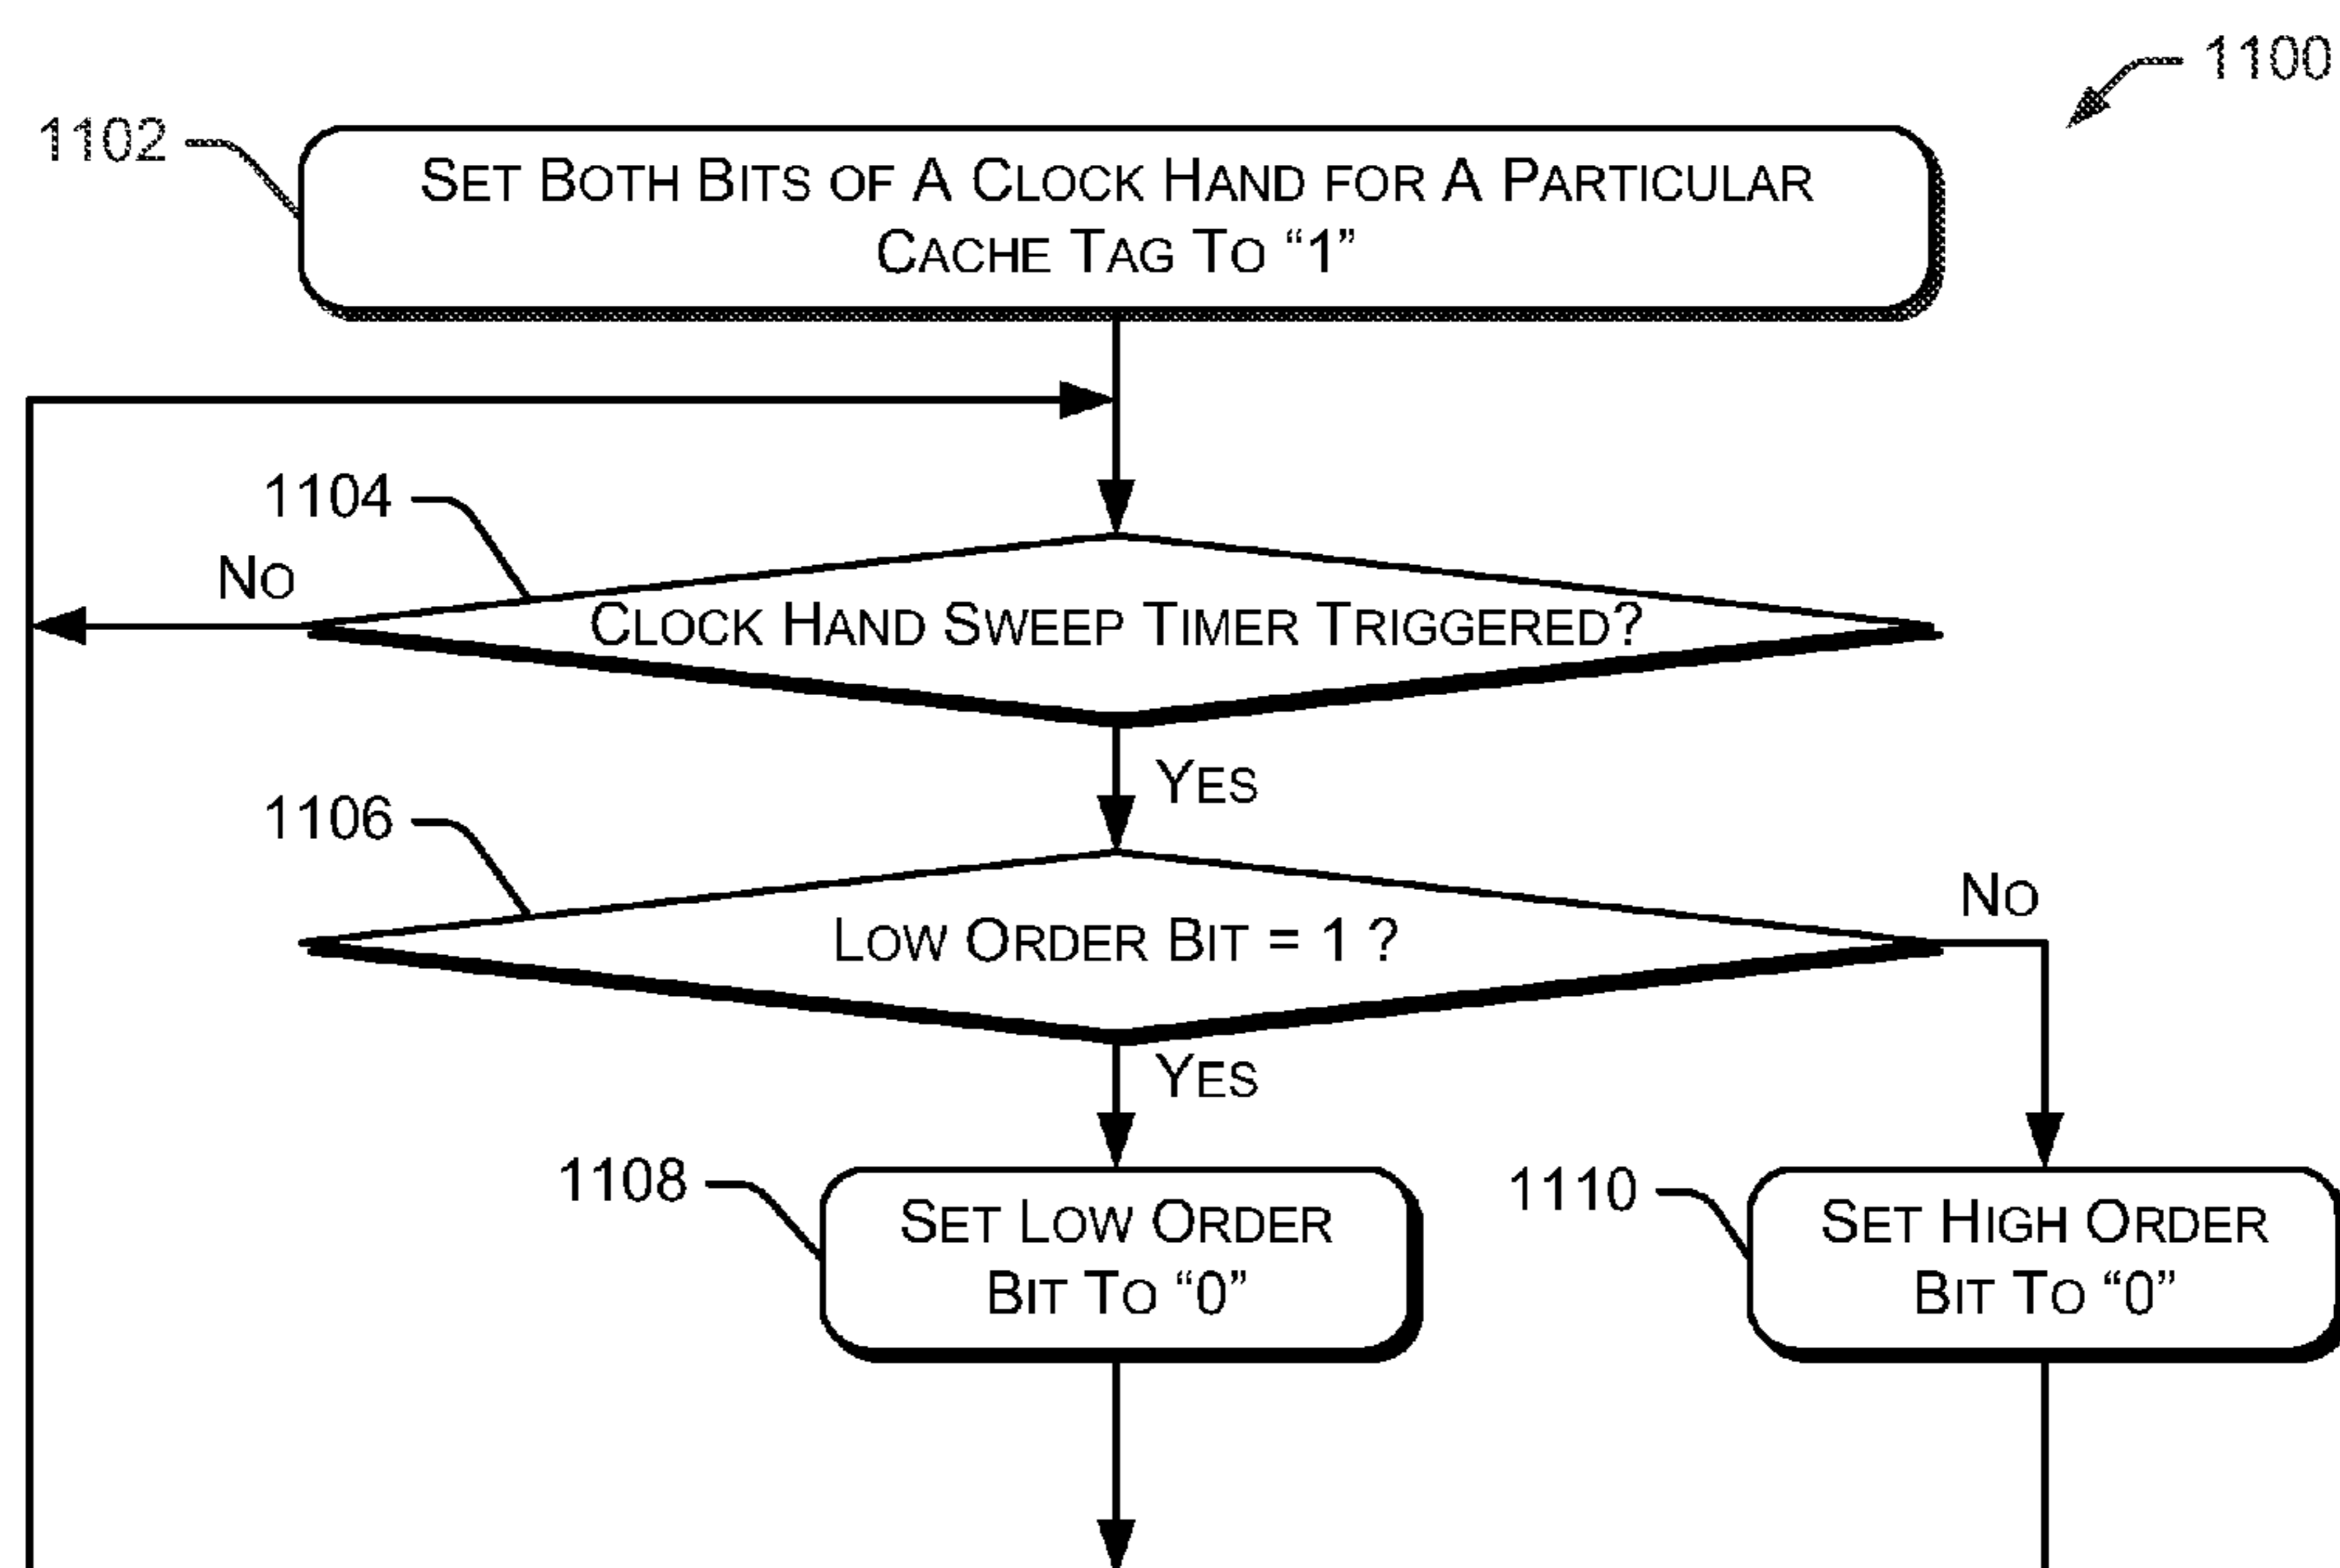 1100
1102
SET BOTH BITS OF A CLOCK HAND FOR A PARTICULAR
CACHE TAG TO “1”
1104
NO
CLOCK HAND SWEEP TIMER TRIGGERED?
YES
1106
NO
LOW ORDER BIT = 1 ?
YES
1108
SET LOW ORDER
BIT TO “0”
1110
SET HIGH ORDER
BIT TO “0”